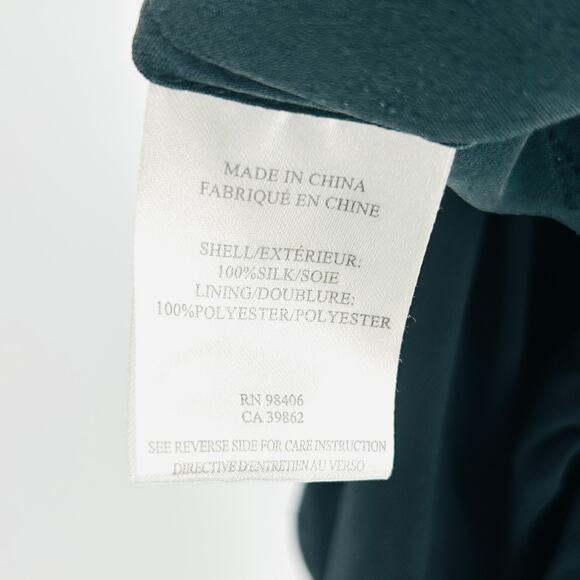 MADE IN CHINA
FABRIQUÉ EN CHINE
SHELL/EXTÉRIEUR:
100%SILK/SOIE
LINING/DOUBLURE:
100%POLYESTER/POLYESTER
RN 98406
CA 39862
SEE REVERSE SIDE FOR CARE INSTRUCTION
DIRECTIVE D'ENTRETIEN AU VERSO